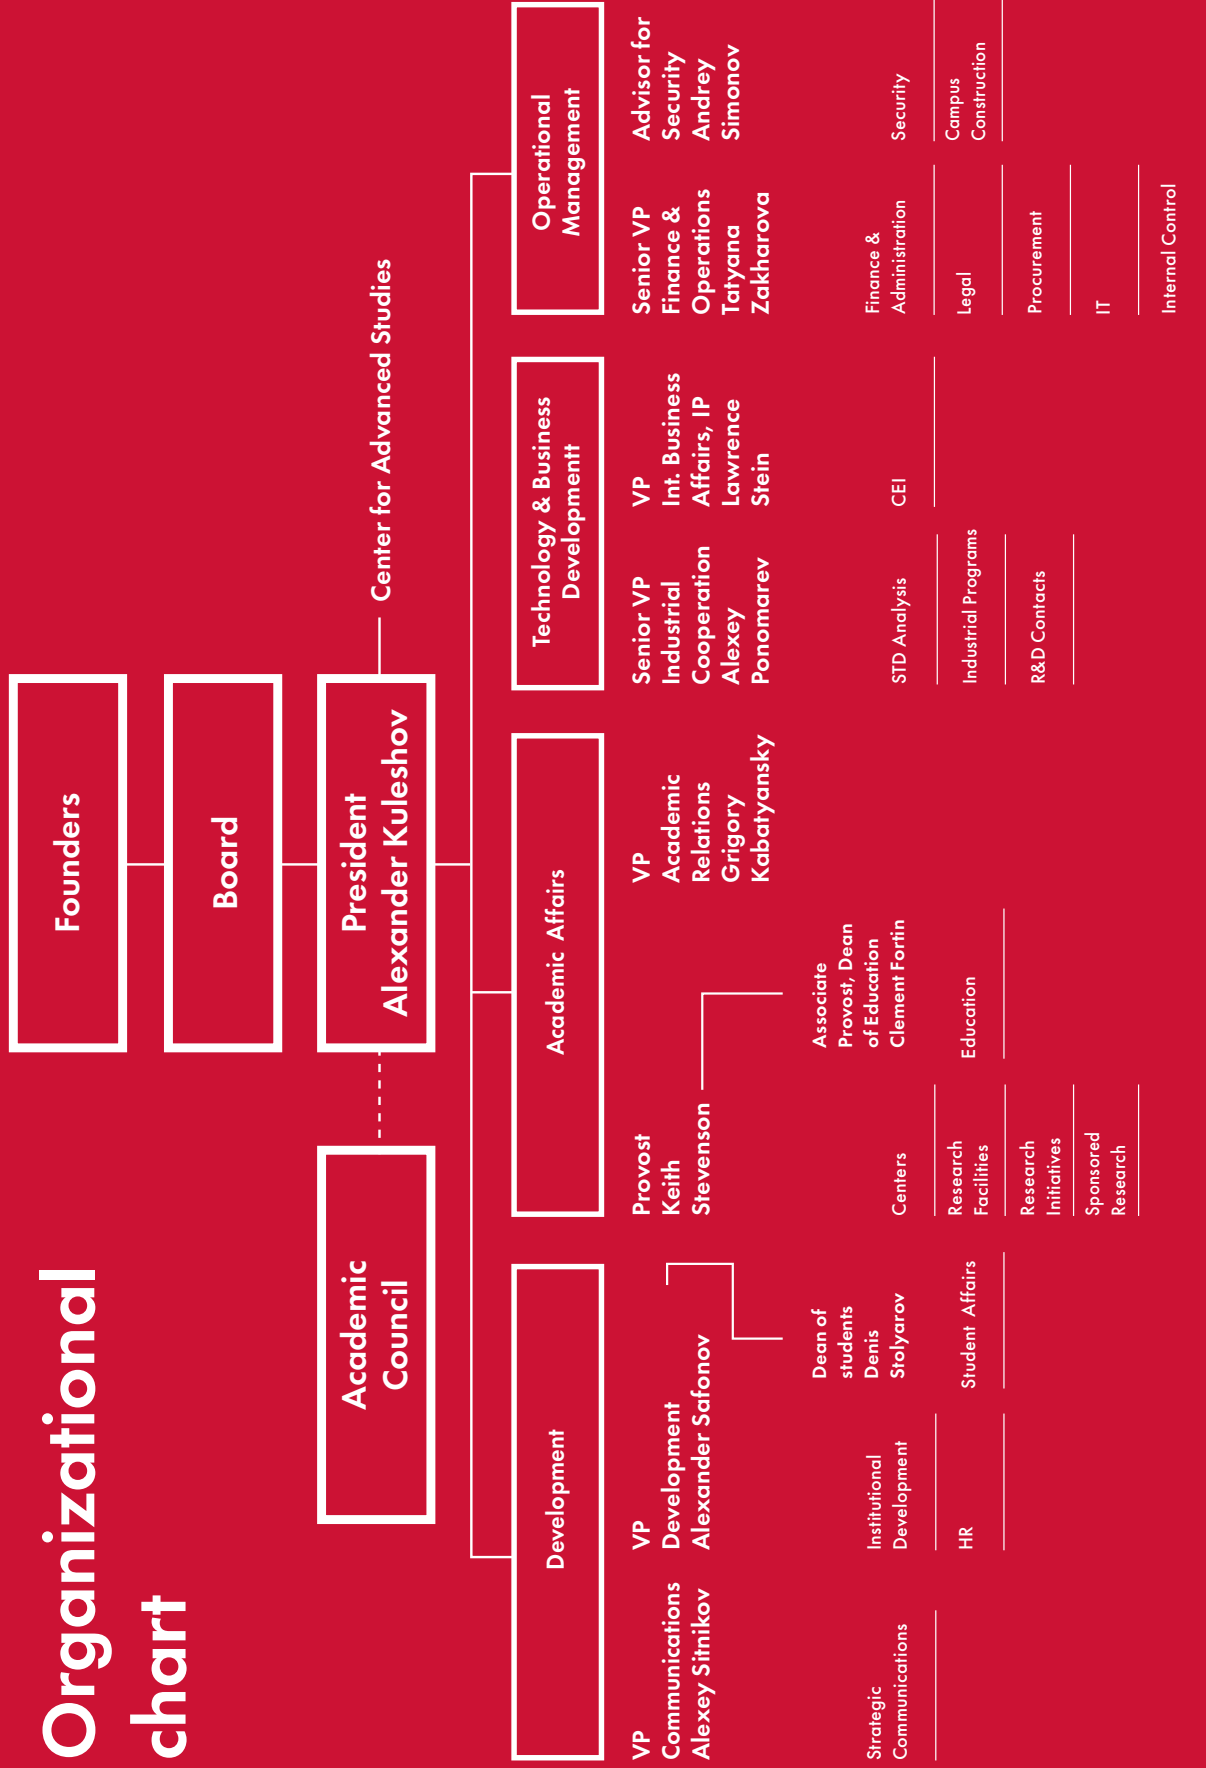 Organizational
chart
Founders
Board
President
Alexander Kuleshov
Academic
Council
Center for Advanced Studies
Development
Academic Affairs
Technology & Business
Developmentt
Operational
Management
VP
Communications
Alexey Sitnikov
VP
Development
Alexander Safonov
Provost
Keith
Stevenson
VP
Academic
Relations
Grigory
Kabatyansky
Senior VP
Industrial
Cooperation
Alexey
Ponomarev
VP
Int. Business
Affairs, IP
Lawrence
Stein
Senior VP
Finance &
Operations
Tatyana
Zakharova
Advisor for
Security
Andrey
Simonov
Strategic
Communications
Institutional
Development
HR
Dean of
students
Denis
Stolyarov
Student Affairs
Centers
Research
Facilities
Research
Initiatives
Sponsored
Research
Associate
Provost, Dean
of Education
Clement Fortin
Education
STD Analysis
Industrial Programs
R&D Contacts
CEI
Finance &
Administration
Legal
Procurement
IT
Internal Control
Security
Campus
Construction